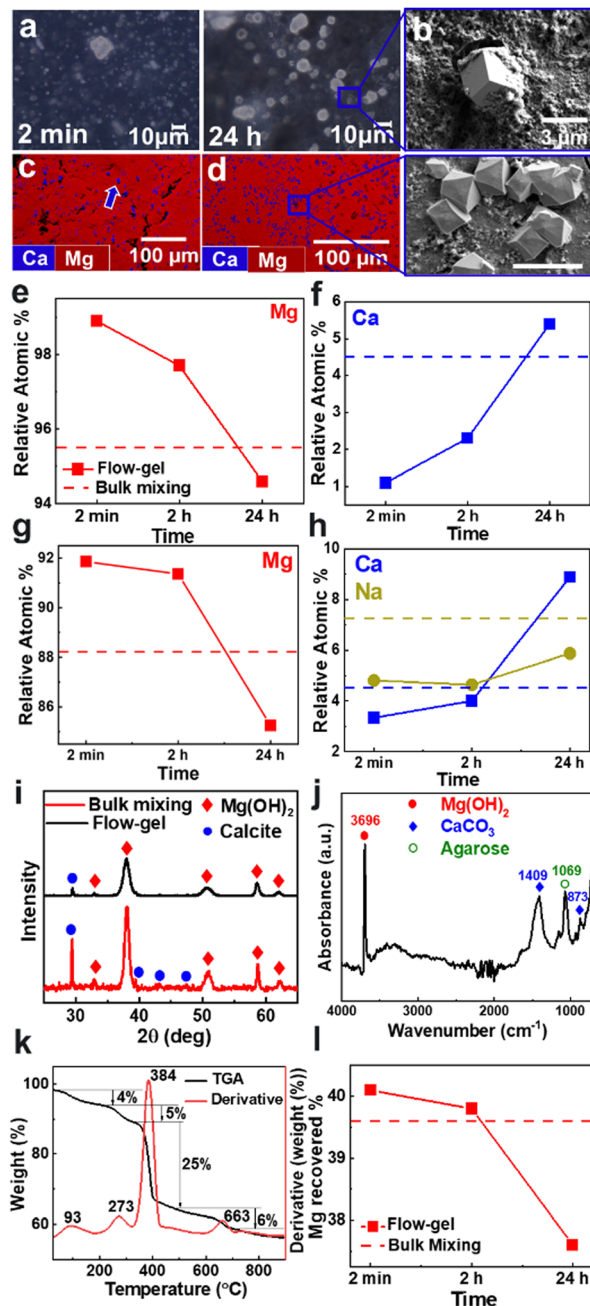 a
2 min
10µm
24 h
10µm
b
3 µm
c
Ca
Mg
100 µm
d
Ca
Mg
100 µm
e
Mg
Relative Atomic %
98
96
94
Flow-gel
Bulk mixing
2 min
2 h
24 h
Time
f
Ca
Relative Atomic %
6
5
4
3
2
1
2 min
2 h
24 h
Time
g
Mg
Relative Atomic %
92
90
88
86
2 min
2 h
24 h
Time
h
Ca
Na
Relative Atomic %
10
8
6
4
2
2 min
2 h
24 h
Time
i
Bulk mixing
Flow-gel
Mg(OH)2
Calcite
Intensity
30
40
50
60
2θ (deg)
j
Mg(OH)2
CaCO3
Agarose
3696
1409
1069
873
Absorbance (a.u.)
4000
3000
2000
1000
Wavenumber (cm-1)
k
384
TGA
Derivative
4%
5%
25%
6%
93
273
663
Weight (%)
100
90
80
70
60
0
200
400
600
800
Temperature (°C)
Derivative (weight (%))
l
Mg recovered %
40
39
38
Flow-gel
Bulk Mixing
2 min
2 h
24 h
Time